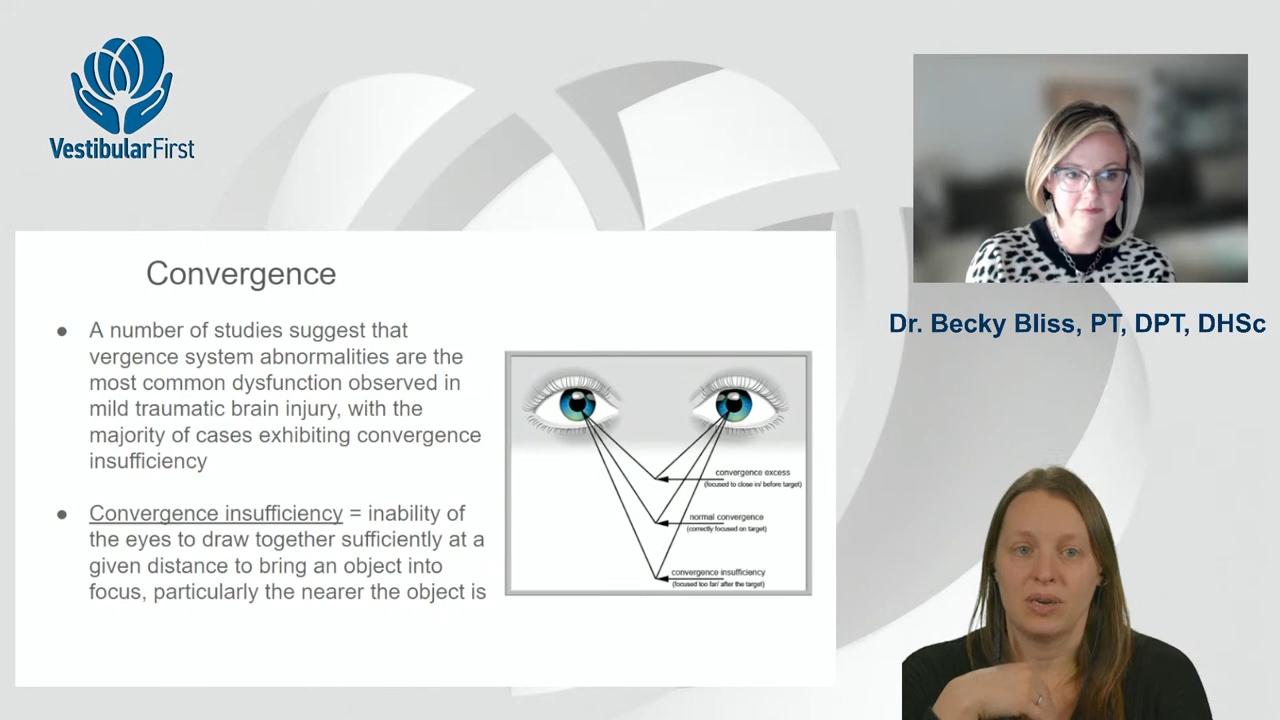 VestibularFirst
Convergence
● A number of studies suggest that
vergence system abnormalities are the
most common dysfunction observed in
mild traumatic brain injury, with the
majority of cases exhibiting convergence
insufficiency
● Convergence insufficiency = inability of
the eyes to draw together sufficiently at a
given distance to bring an object into
focus, particularly the nearer the object is
convergence excess
(focused to close in/ before target)
normal convergence
(correctly focused on target)
convergence insufficiency
(focused too far/ after the target)
Dr. Becky Bliss, PT, DPT, DHSc